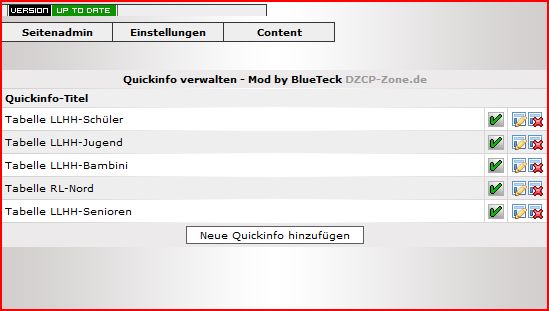 VERSION UP TO DATE
Seitenadmin Einstellungen Content
Quickinfo verwalten - Mod by BlueTeck DZCP-Zone.de
Quickinfo-Titel
Tabelle LLHH-Schüler
Tabelle LLHH-Jugend
Tabelle LLHH-Bambini
Tabelle RL-Nord
Tabelle LLHH-Senioren
Neue Quickinfo hinzufügen